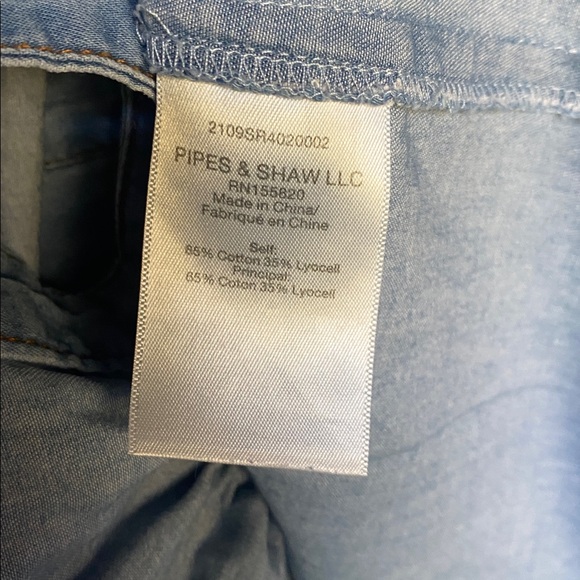 2109SR4020002
PIPES & SHAW LLC
RN155820
Made in China/
Fabriqué en Chine
Self:
65% Cotton 35% Lyocell
Principal:
65% Coton 35% Lyocell